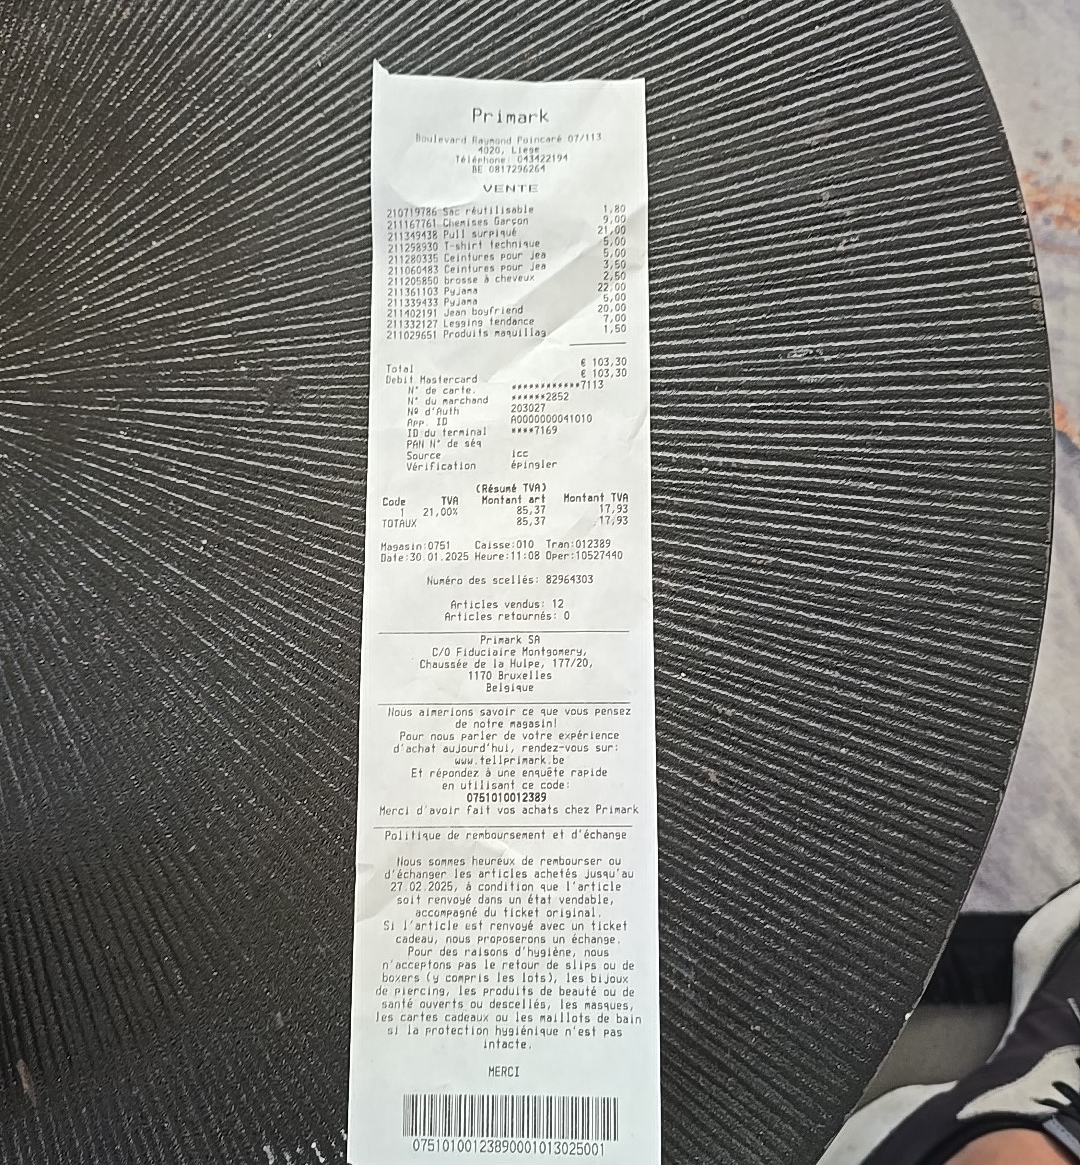 Primark
Boulevard Raymond Poincaré 07/113
4020, Liege
Téléphone: 043422194
BE 0817296264
VENTE
210719786 Sac réutilisable 1,80
211167761 Chemises Garçon 9,00
211349438 Pull surpiqué 21,00
211298930 T-shirt technique 5,00
211280335 Ceintures pour jea 5,00
211060483 Ceintures pour jea 3,50
211205850 brosse à cheveux 2,50
211361103 Pyjama 22,00
211339433 Pyjama 5,00
211402191 Jean boyfriend 20,00
211332127 Legging tendance 7,00
211029651 Produits maquillag 1,50
Total € 103,30
Debit Mastercard € 103,30
N° de carte. ************7113
N° du marchand ******2852
Nº d'Auth 203027
App. ID A0000000041010
ID du terminal ****7169
PAN N° de séq
Source icc
Vérification épingler
(Résumé TVA)
Code TVA Montant art Montant TVA
1 21,00% 85,37 17,93
TOTAUX 85,37 17,93
Magasin:0751 Caisse:010 Tran:012389
Date:30.01.2025 Heure:11:08 Oper:10527440
Numéro des scellés: 82964303
Articles vendus: 12
Articles retournés: 0
Primark SA
C/O Fiduciaire Montgomery,
Chaussée de la Hulpe, 177/20,
1170 Bruxelles
Belgique
Nous aimerions savoir ce que vous pensez
de notre magasin!
Pour nous parler de votre expérience
d'achat aujourd'hui, rendez-vous sur:
www.tellprimark.be
Et répondez à une enquête rapide
en utilisant ce code:
0751010012389
Merci d'avoir fait vos achats chez Primark
Politique de remboursement et d'échange
Nous sommes heureux de rembourser ou
d'échanger les articles achetés jusqu'au
27.02.2025, à condition que l'article
soit renvoyé dans un état vendable,
accompagné du ticket original.
Si l'article est renvoyé avec un ticket
cadeau, nous proposerons un échange.
Pour des raisons d'hygiène, nous
n'acceptons pas le retour de slips ou de
boxers (y compris les lots), les bijoux
de piercing, les produits de beauté ou de
santé ouverts ou descellés, les masques,
les cartes cadeaux ou les maillots de bain
si la protection hygiénique n'est pas
intacte.
MERCI
07510100123890001013025001